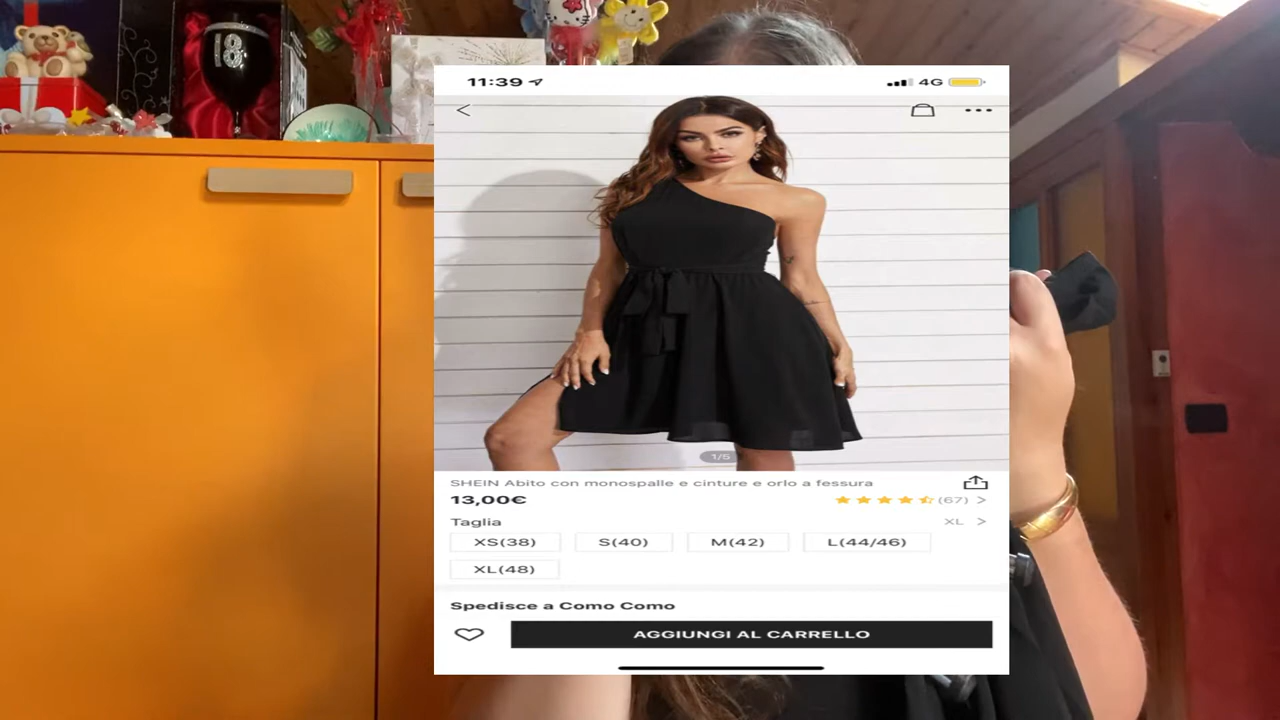 18
11:39
4G
1/5
SHEIN Abito con monospalle e cinture e orlo a fessura
13,00€
(67)
Taglia
XL
XS(38) S(40) M(42) L(44/46)
XL(48)
Spedisce a Como Como
AGGIUNGI AL CARRELLO